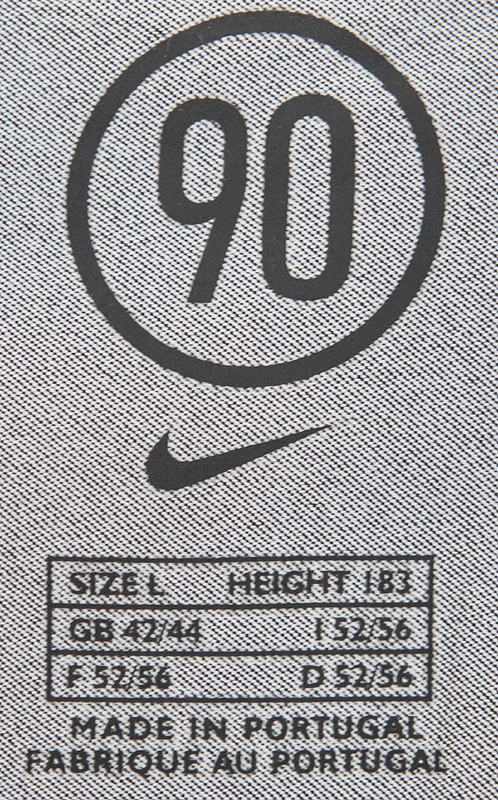 90
SIZE L HEIGHT 183
GB 42/44 I 52/56
F 52/56 D 52/56
MADE IN PORTUGAL
FABRIQUE AU PORTUGAL